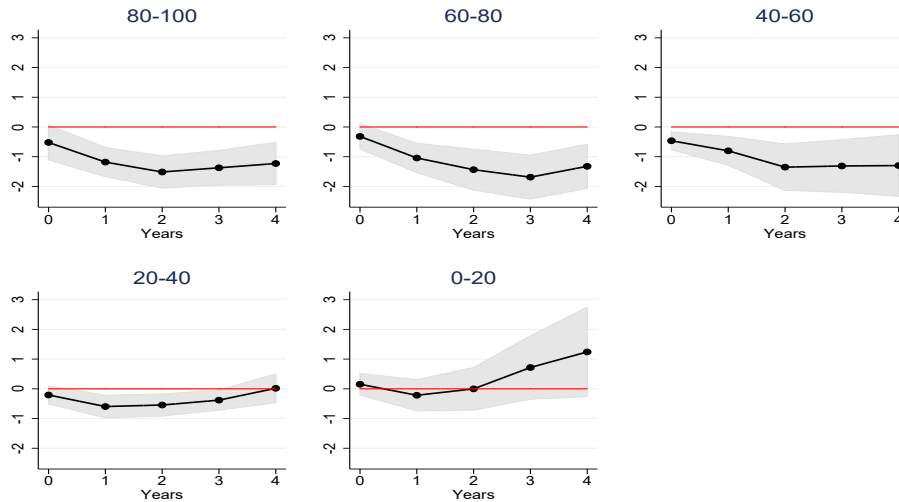 80-100 60-80 40-60
3 3 3
2 2 2
1 1 1
0 0 0
-1 -1 -1
-2 -2 -2
0 1 2 3 4 0 1 2 3 4 0 1 2 3 4
Years Years Years
20-40 0-20
3 3
2 2
1 1
0 0
-1 -1
-2 -2
0 1 2 3 4 0 1 2 3 4
Years Years